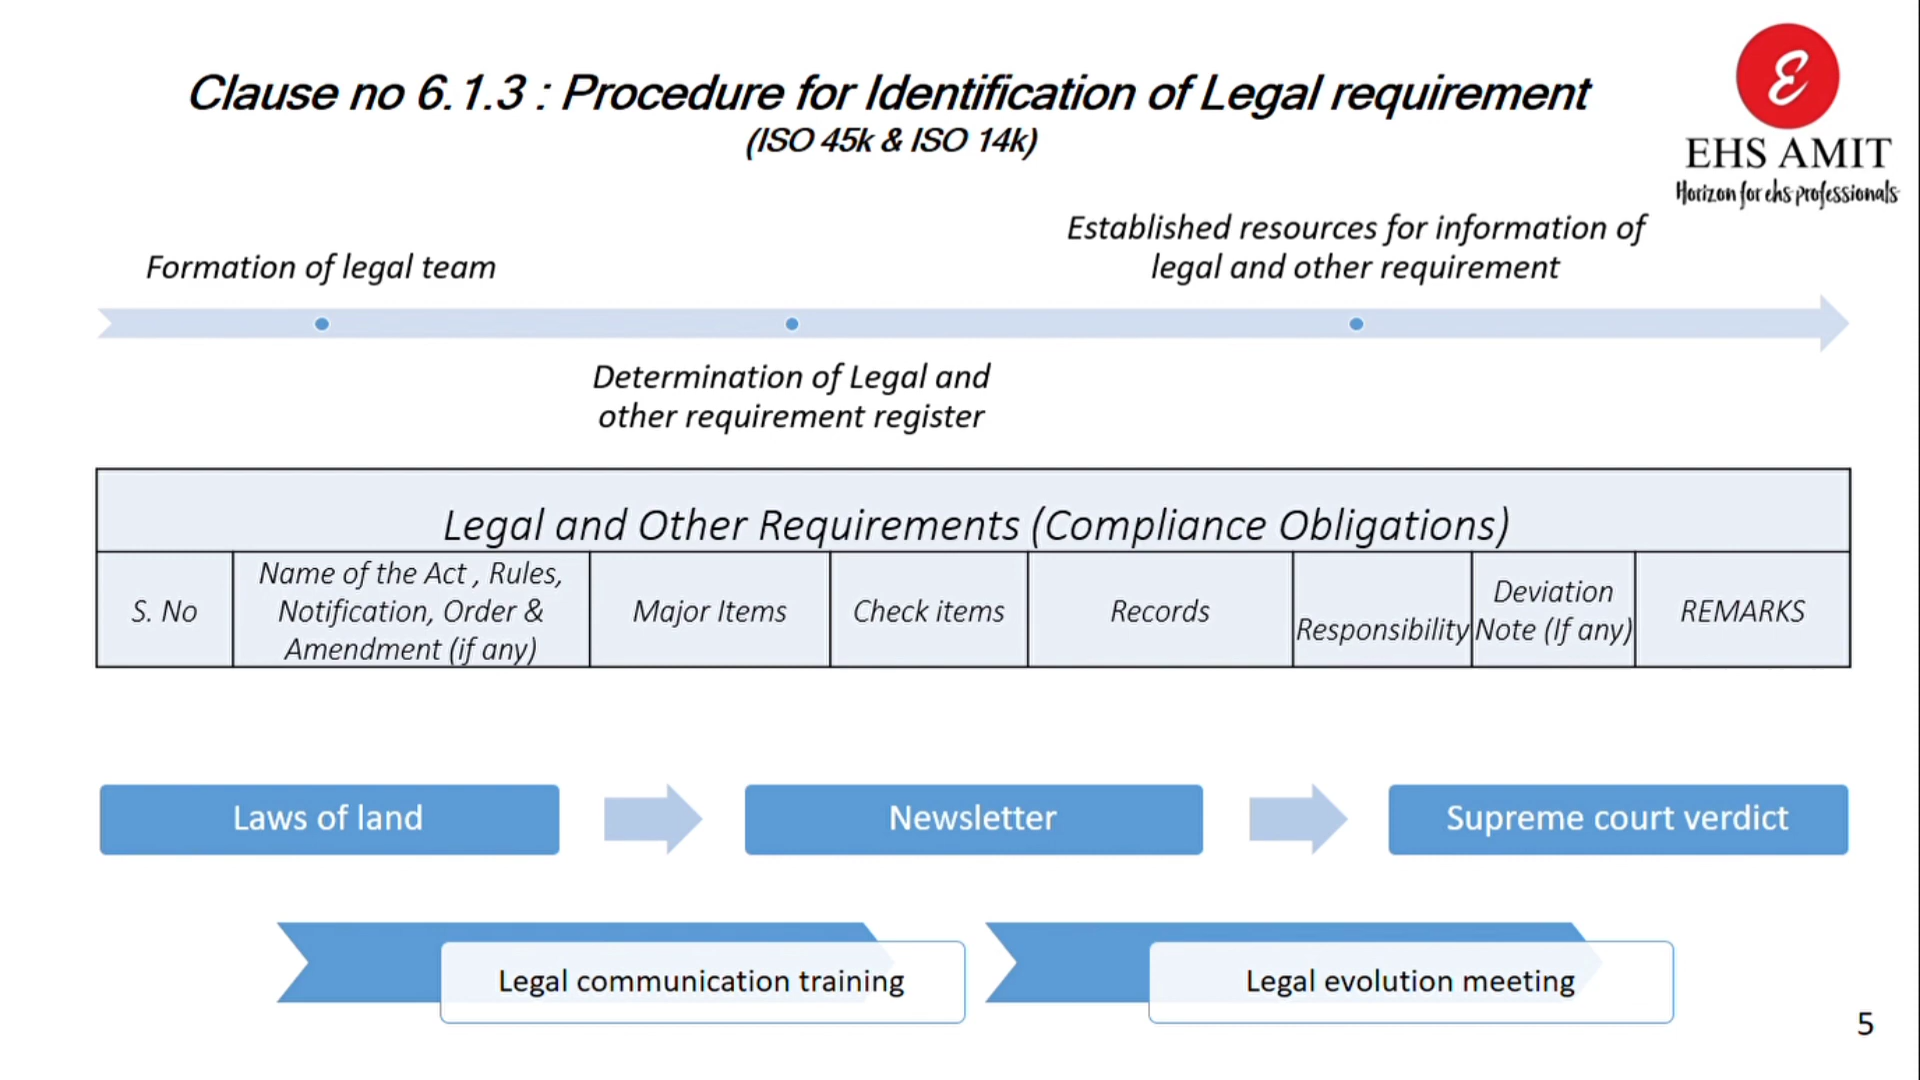 Clause no 6.1.3 : Procedure for Identification of Legal requirement
(ISO 45k & ISO 14k)
E
EHS AMIT
Horizon for ehs professionals
Formation of legal team
Established resources for information of
legal and other requirement
Determination of Legal and
other requirement register
Legal and Other Requirements (Compliance Obligations)
S. No
Name of the Act , Rules,
Notification, Order &
Amendment (if any)
Major Items
Check items
Records
Responsibility
Deviation
Note (If any)
REMARKS
Laws of land
Newsletter
Supreme court verdict
Legal communication training
Legal evolution meeting
5